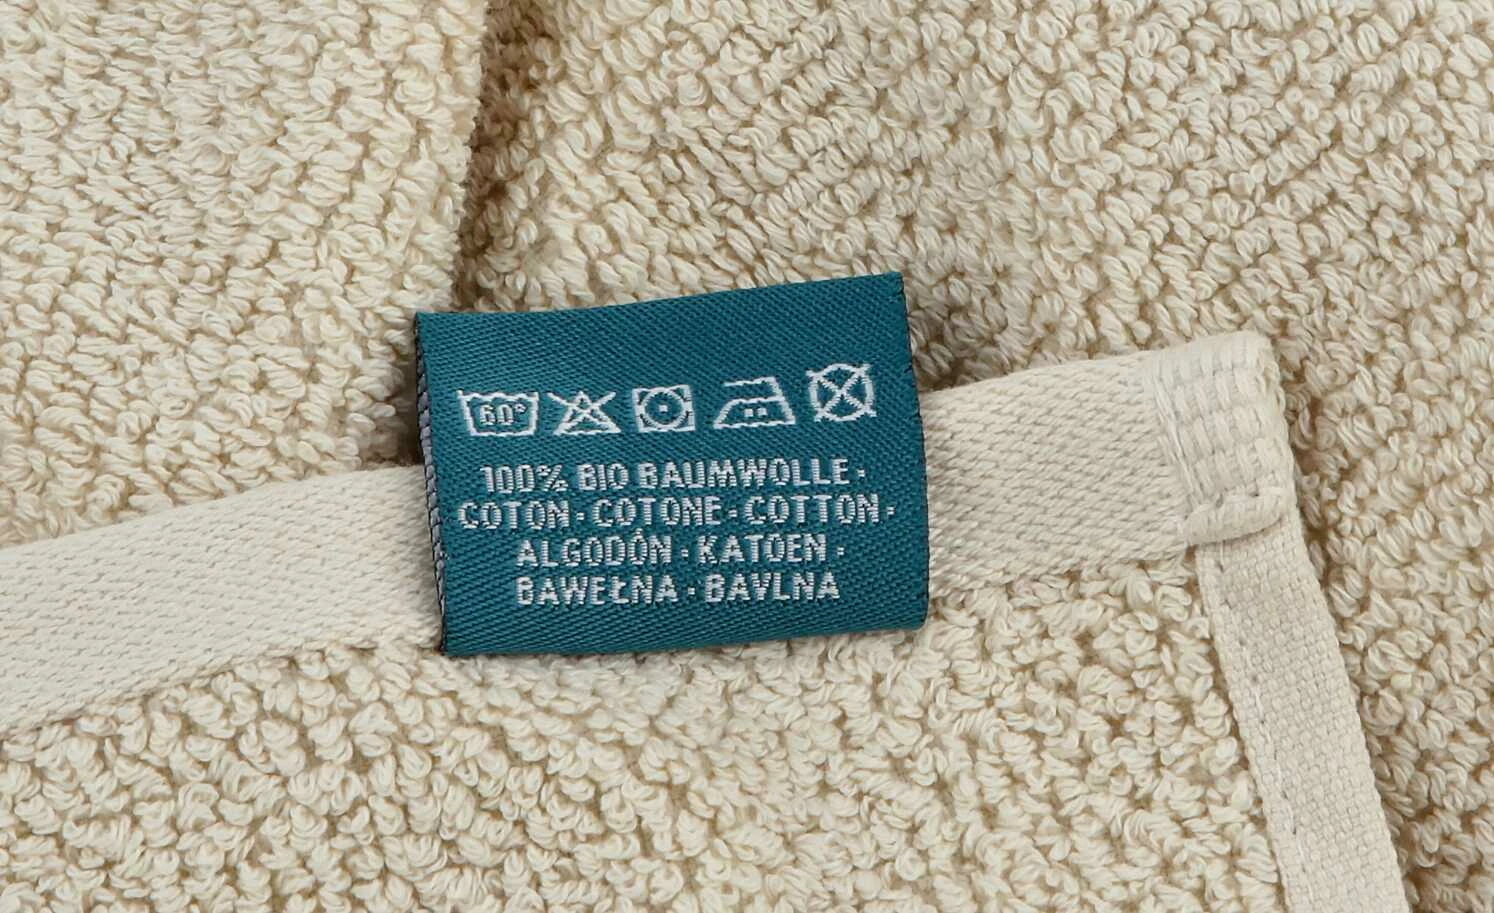 60°
100% BIO BAUMWOLLE ·
COTON · COTONE · COTTON ·
ALGODÓN · KATOEN ·
BAWEŁNA · BAVLNA